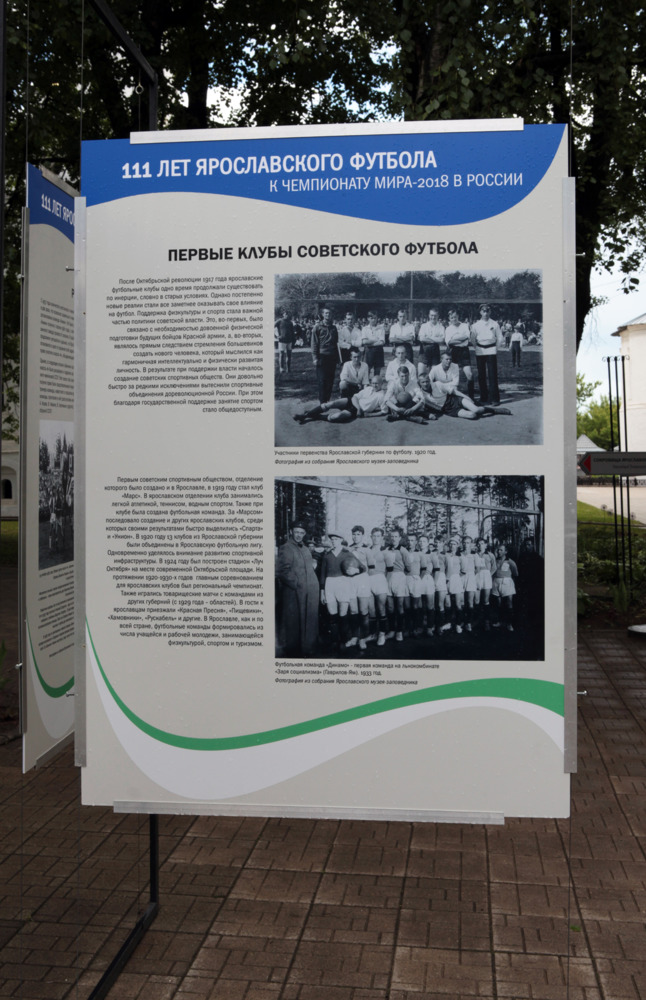 111 ЛЕТ ЯРОСЛАВСКОГО ФУТБОЛА
К ЧЕМПИОНАТУ МИРА-2018 В РОССИИ
ПЕРВЫЕ КЛУБЫ СОВЕТСКОГО ФУТБОЛА
После Октябрьской революции 1917 года ярославские
футбольные клубы одно время продолжали существовать
по инерции, словно в старых условиях. Однако постепенно
новые реалии стали все заметнее оказывать свое влияние
на футбол. Поддержка физкультуры и спорта стала важной
частью политики советской власти. Это, во первых, было
связано с необходимостью довоенной физической
подготовки будущих бойцов Красной армии, а, во-вторых,
являлось прямым следствием стремления большевиков
создать нового человека, который мыслился как
гармоничная интеллектуально и физически развитая
личность. В результате при поддержки власти началось
создание советских спортивных обществ. Они довольно
быстро за редкими исключениями вытеснили спортивные
объединения дореволюционной России. При этом
благодаря государственной поддержке занятие спортом
стало общедоступным.
Участники первенства Ярославской губернии по футболу. 1920 год.
Фотография из собрания Ярославского музея-заповедника
Первым советским спортивным обществом, отделение
которого было создано и в Ярославле, в 1919 году стал клуб
«Марс». В ярославском отделении клуба занимались
легкой атлетикой, теннисом, водным спортом. Также при
клубе была создана футбольная команда. За «Марсом»
последовало создание и других ярославских клубов, среди
которых своими результатами быстро выделились «Спарта»
и «Унион». В 1920 году 13 клубов из Ярославской губернии
были объединены в Ярославскую футбольную лигу.
Одновременно уделялось внимание развитию спортивной
инфраструктуры. В 1924 году был построен стадион «Луч
Октября» на месте современной Октябрьской площади. На
протяжении 1920-1930-х годов главным соревнованием
для ярославских клубов был региональный чемпионат.
Также игрались товарищеские матчи с командами из
других губерний (с 1929 года - областей). В гости к
ярославцам приезжали «Красная Пресня», «Пищевики»,
«Хамовники», «Рускабель» и другие. В Ярославле, как и по
всей стране, футбольные команды формировались из
числа учащейся и рабочей молодежи, занимающейся
физкультурой, спортом и туризмом.
Футбольная команда «Динамо» - первая команда на льнокомбинате
«Заря социализма» (Гаврилов-Ям). 1933 год.
Фотография из собрания Ярославского музея-заповедника
111 ЛЕТ ЯРОС